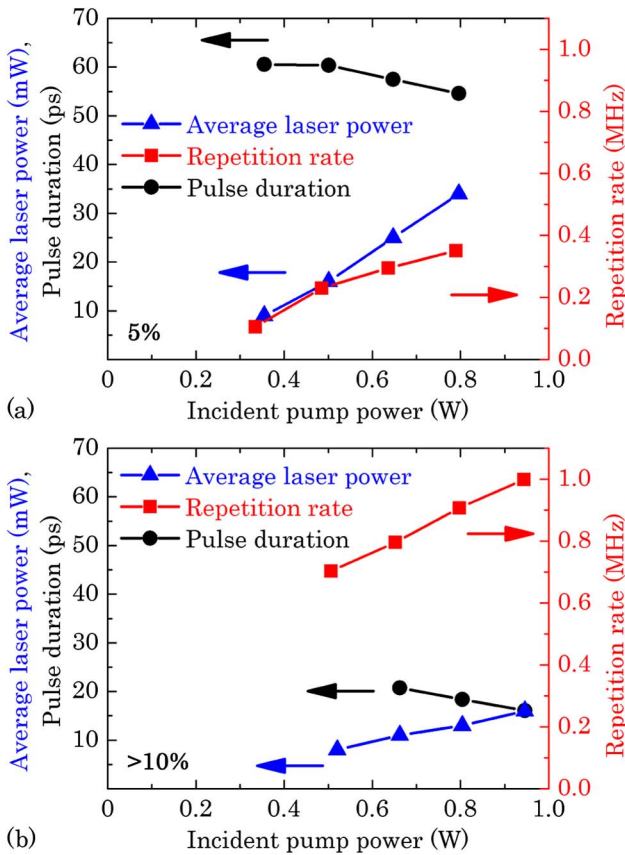 70
60
50
40
30
20
10
Average laser power (mW),
Pulse duration (ps)
Average laser power
Repetition rate
Pulse duration
5%
1.0
0.8
0.6
0.4
0.2
0.0
Repetition rate (MHz)
0 0.2 0.4 0.6 0.8 1.0
(a) Incident pump power (W)
70
60
50
40
30
20
10
Average laser power (mW),
Pulse duration (ps)
Average laser power
Repetition rate
Pulse duration
>10%
1.0
0.8
0.6
0.4
0.2
0.0
Repetition rate (MHz)
0 0.2 0.4 0.6 0.8 1.0
(b) Incident pump power (W)